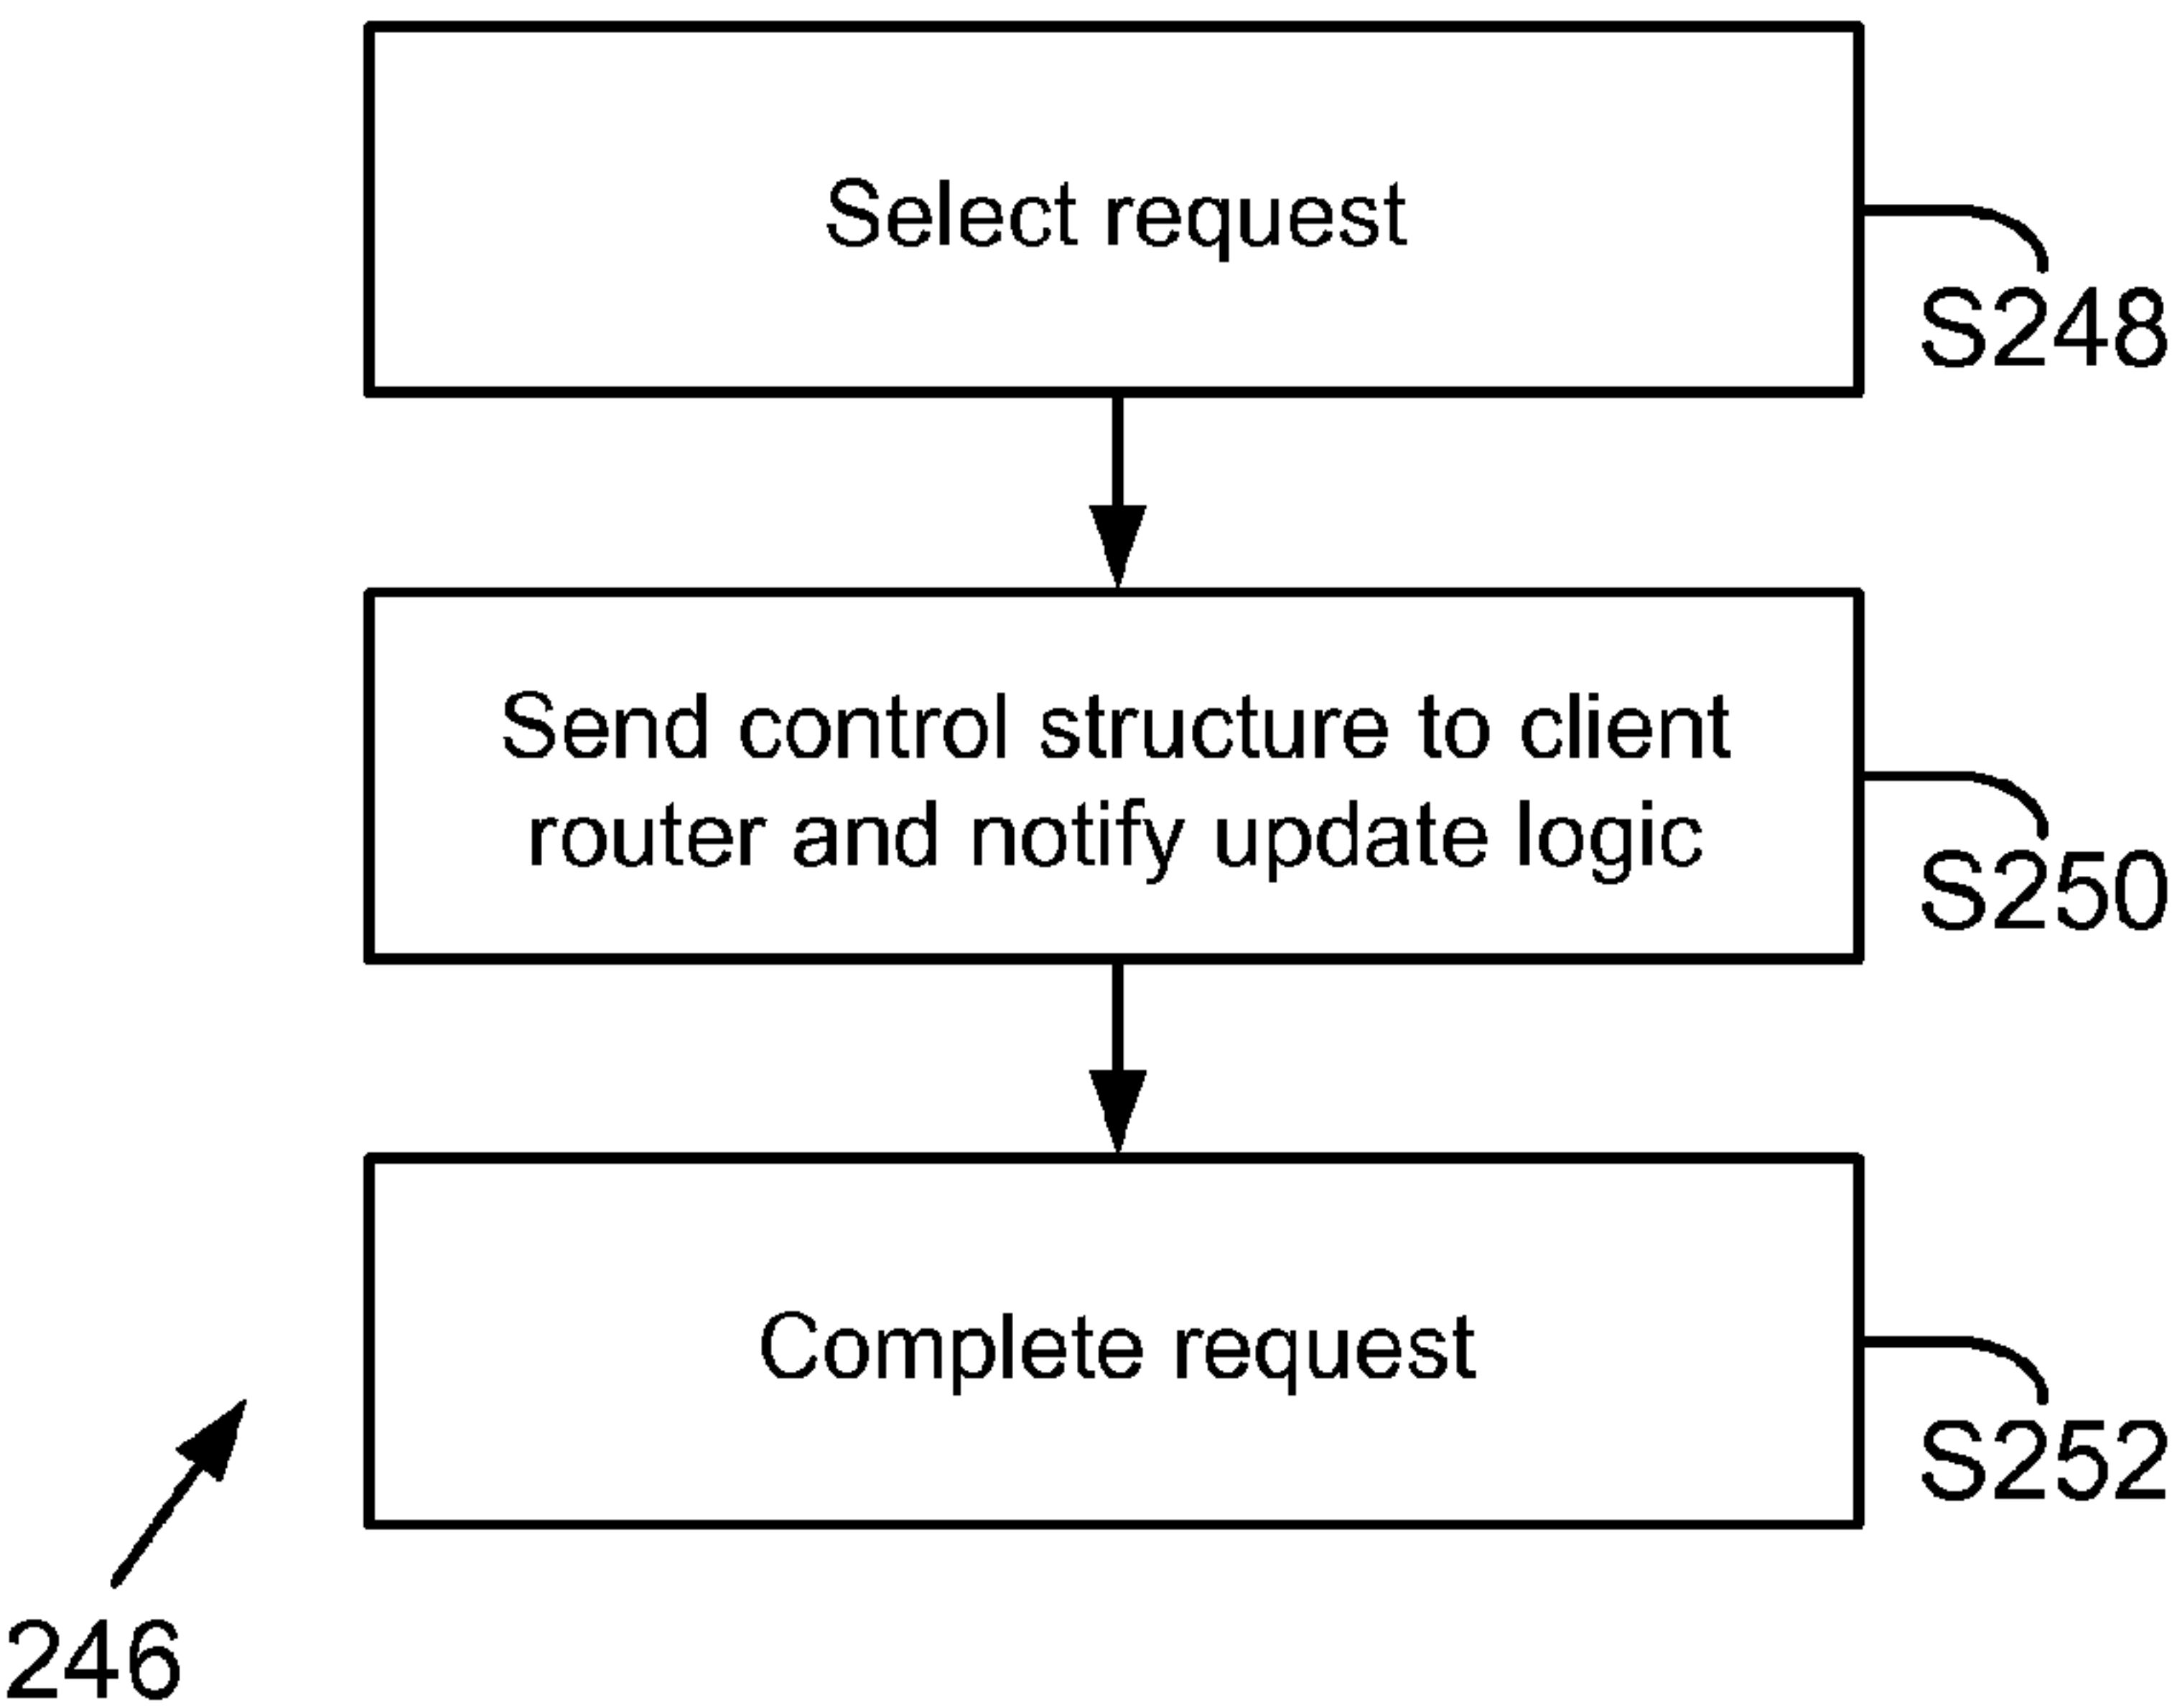 Select request
S248
Send control structure to client
router and notify update logic
S250
Complete request
S252
246